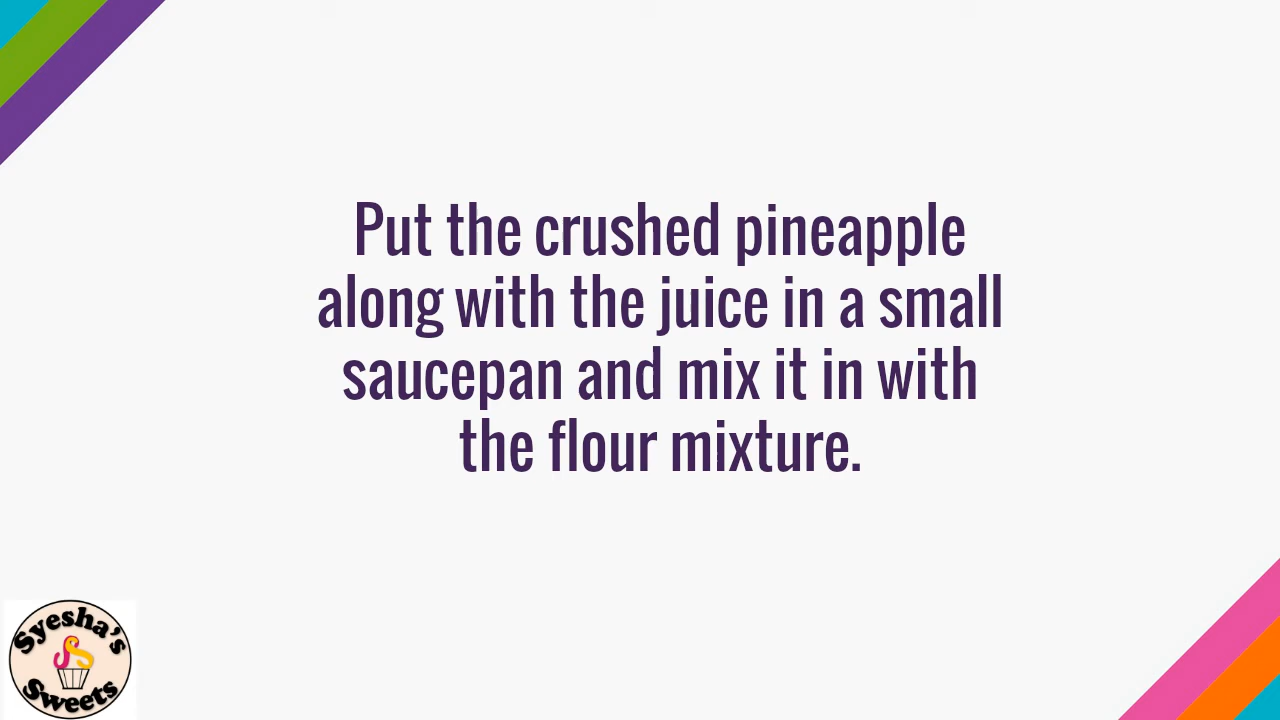 Put the crushed pineapple
along with the juice in a small
saucepan and mix it in with
the flour mixture.
Syesha's
Sweets